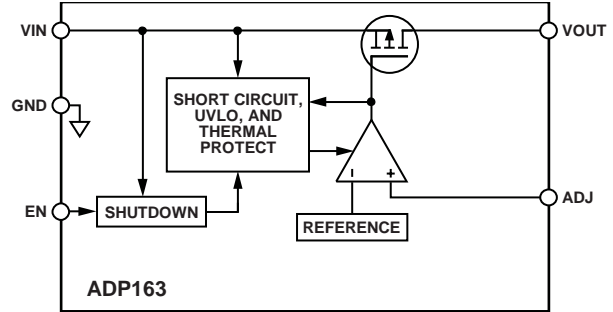 VIN
VOUT
GND
SHORT CIRCUIT,
UVLO, AND
THERMAL
PROTECT
EN
SHUTDOWN
–
+
ADJ
REFERENCE
ADP163